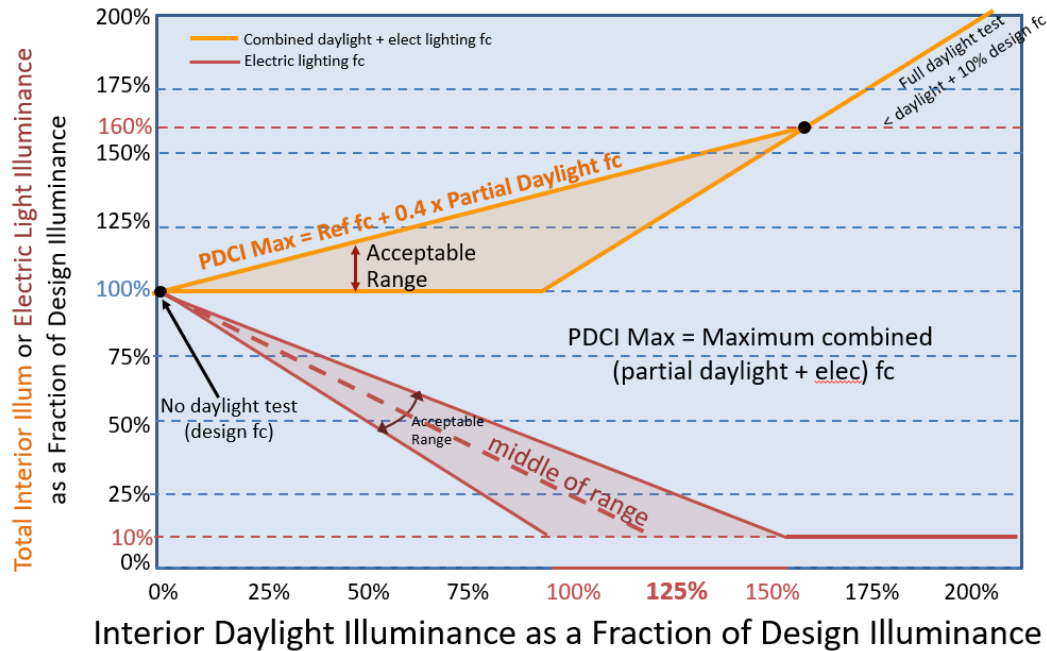 Total Interior Illum or Electric Light Illuminance
as a Fraction of Design Illuminance
200%
175%
160%
150%
125%
100%
75%
50%
25%
10%
0%
Combined daylight + elect lighting fc
Electric lighting fc
Full daylight test
< daylight + 10% design fc
PDCI Max = Ref fc + 0.4 x Partial Daylight fc
Acceptable
Range
PDCI Max = Maximum combined
(partial daylight + elec) fc
No daylight test
(design fc)
Acceptable
Range
middle of range
0%
25%
50%
75%
100%
125%
150%
175%
200%
Interior Daylight Illuminance as a Fraction of Design Illuminance